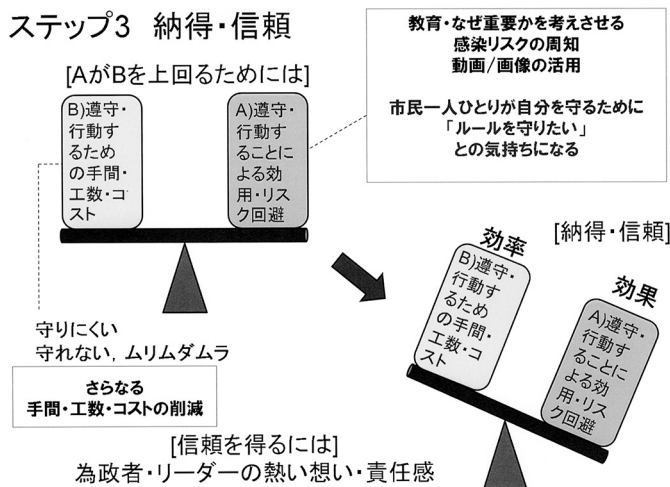 ステップ3 納得・信頼
[AがBを上回るためには]
B)遵守・
行動す
るため
の手間・
工数・コ
スト
A)遵守・
行動す
ることに
よる効
用・リス
ク回避
教育・なぜ重要かを考えさせる
感染リスクの周知
動画/画像の活用
市民一人ひとりが自分を守るために
「ルールを守りたい」
との気持ちになる
守りにくい
守れない, ムリムダムラ
さらなる
手間・工数・コストの削減
[納得・信頼]
効率
B)遵守・
行動す
るため
の手間・
工数・コ
スト
効果
A)遵守・
行動す
ることに
よる効
用・リス
ク回避
[信頼を得るには]
為政者・リーダーの熱い想い・責任感